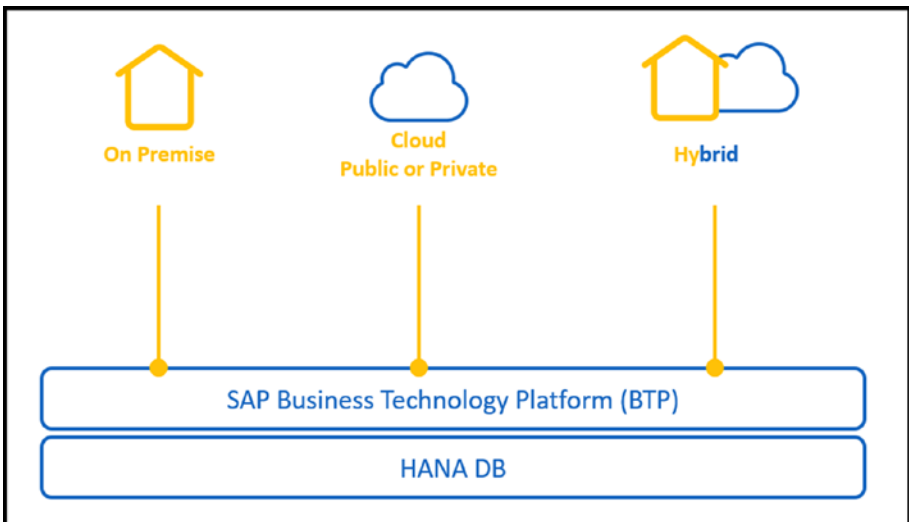 On Premise
Cloud
Public or Private
Hybrid
SAP Business Technology Platform (BTP)
HANA DB